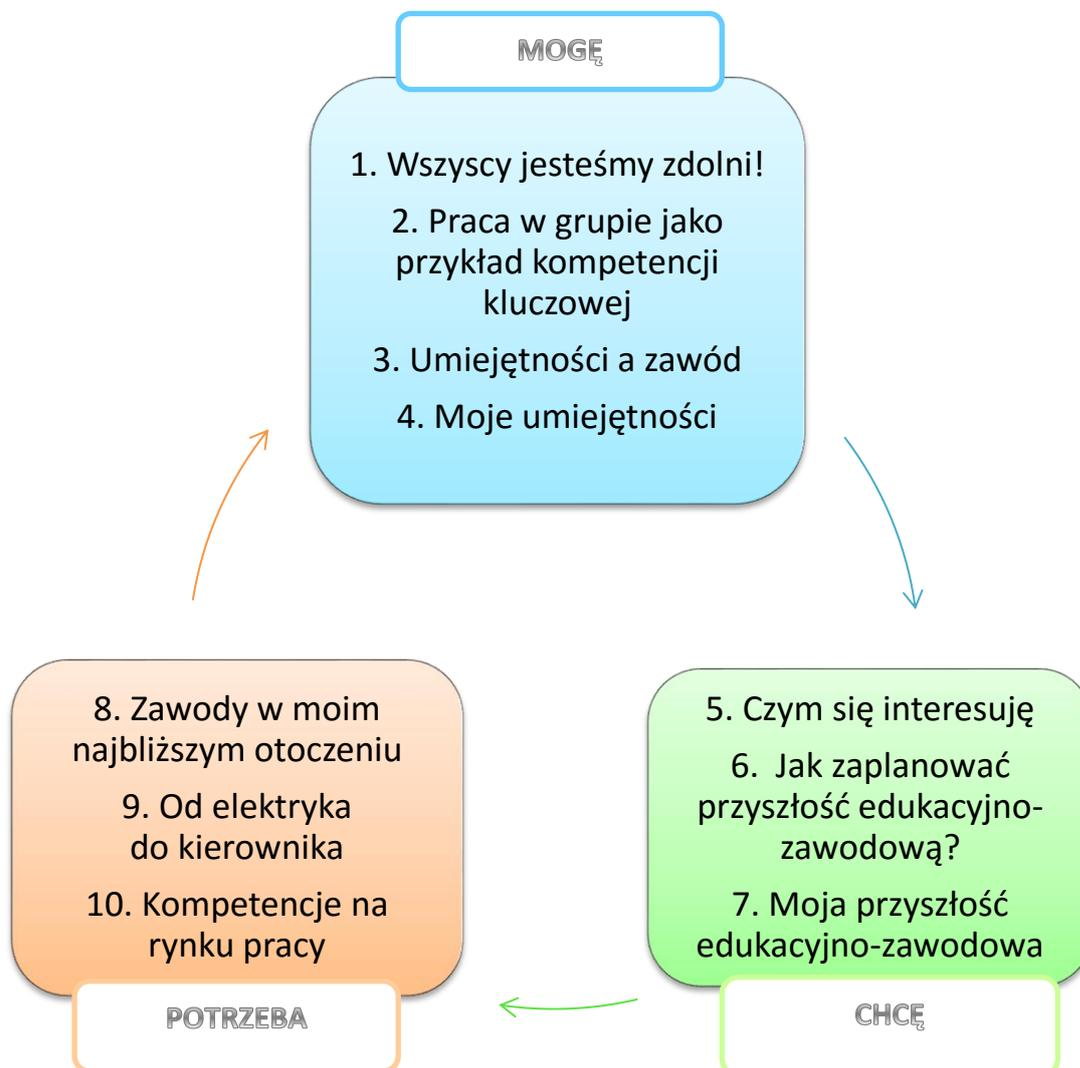 MOGĘ
1. Wszyscy jesteśmy zdolni!
2. Praca w grupie jako
przykład kompetencji
kluczowej
3. Umiejętności a zawód
4. Moje umiejętności
8. Zawody w moim
najbliższym otoczeniu
9. Od elektryka
do kierownika
10. Kompetencje na
rynku pracy
POTRZEBA
5. Czym się interesuję
6. Jak zaplanować
przyszłość edukacyjno-
zawodową?
7. Moja przyszłość
edukacyjno-zawodowa
CHCĘ